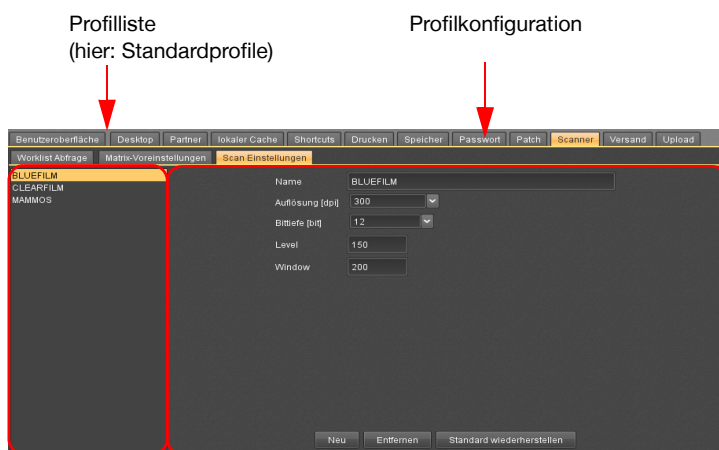 Profilliste
(hier: Standardprofile)
Profilkonfiguration
Benutzeroberfläche Desktop Partner lokaler Cache Shortcuts Drucken Speicher Passwort Patch Scanner Versand Upload
Worklist Abfrage Matrix-Voreinstellungen Scan Einstellungen
BLUEFILM
CLEARFILM
MAMMOS
Name BLUEFILM
Auflösung [dpi] 300
Bittiefe [bit] 12
Level 150
Window 200
Neu Entfernen Standard wiederherstellen